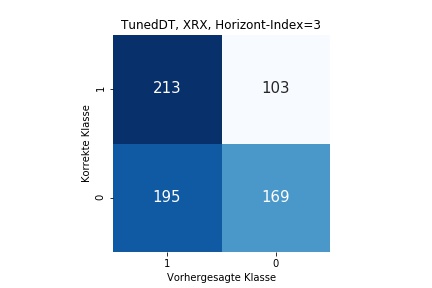 TunedDT, XRX, Horizont-Index=3
Korrekte Klasse
1
213
103
0
195
169
1
0
Vorhergesagte Klasse